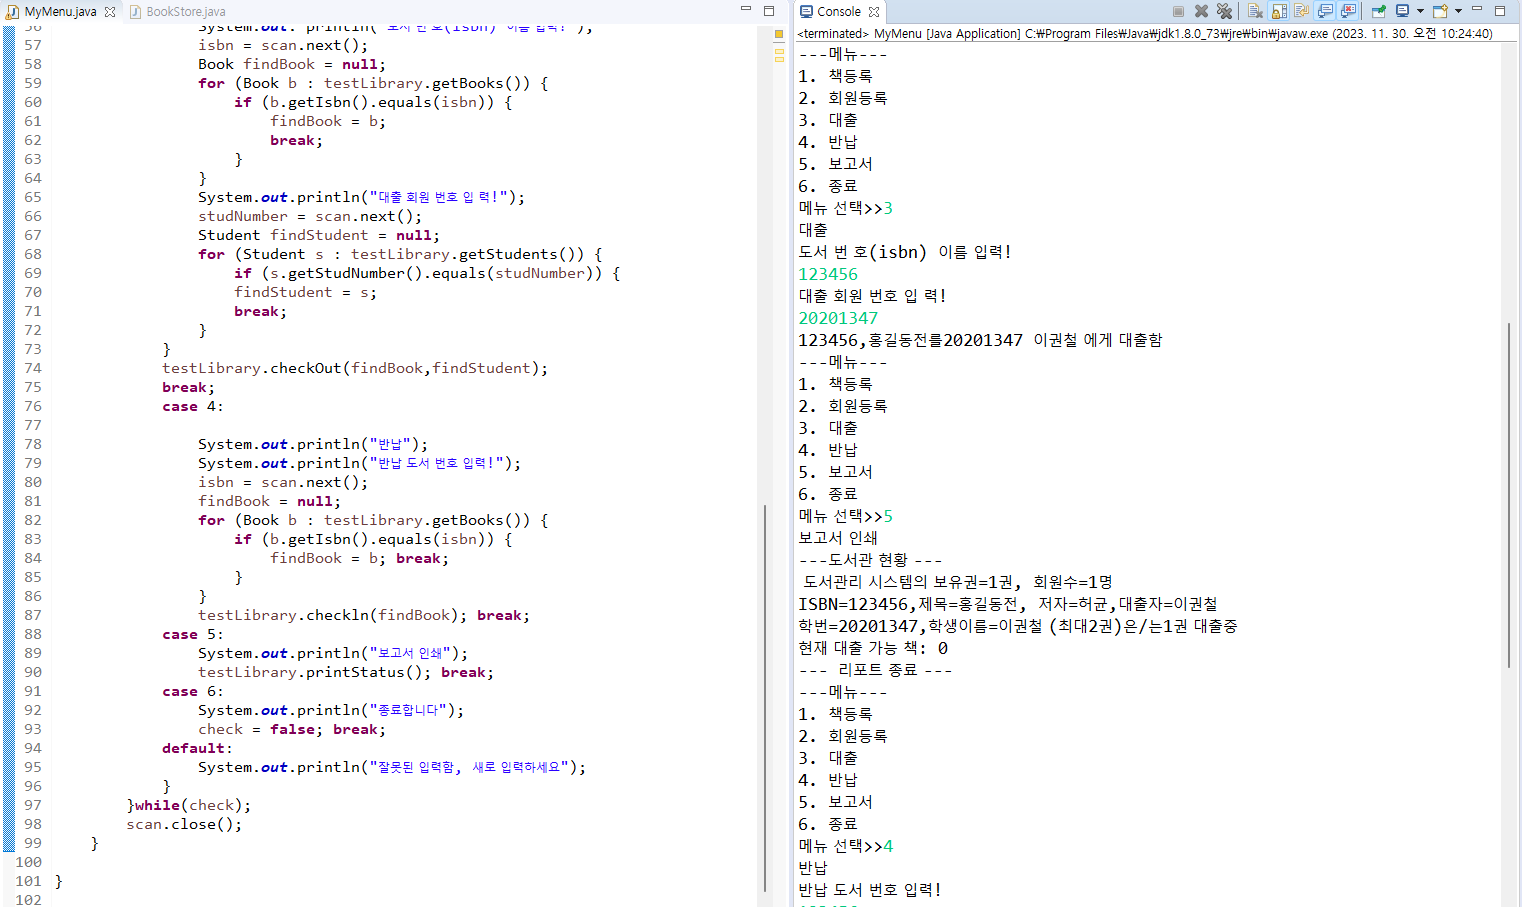 MyMenu.java
BookStore.java
56 System.out. println("도서 번 호(isbn) 이름 입력!");
57 isbn = scan.next();
58 Book findBook = null;
59 for (Book b : testLibrary.getBooks()) {
60 if (b.getIsbn().equals(isbn)) {
61 findBook = b;
62 break;
63 }
64 }
65 System.out.println("대출 회원 번호 입 력!");
66 studNumber = scan.next();
67 Student findStudent = null;
68 for (Student s : testLibrary.getStudents()) {
69 if (s.getStudNumber().equals(studNumber)) {
70 findStudent = s;
71 break;
72 }
73 }
74 testLibrary.checkOut(findBook,findStudent);
75 break;
76 case 4:
77
78 System.out.println("반납");
79 System.out.println("반납 도서 번호 입력!");
80 isbn = scan.next();
81 findBook = null;
82 for (Book b : testLibrary.getBooks()) {
83 if (b.getIsbn().equals(isbn)) {
84 findBook = b; break;
85 }
86 }
87 testLibrary.checkln(findBook); break;
88 case 5:
89 System.out.println("보고서 인쇄");
90 testLibrary.printStatus(); break;
91 case 6:
92 System.out.println("종료합니다");
93 check = false; break;
94 default:
95 System.out.println("잘못된 입력함, 새로 입력하세요");
96 }
97 }while(check);
98 scan.close();
99 }
100
101 }
102
Console
<terminated> MyMenu [Java Application] C:₩Program Files₩Java₩jdk1.8.0_73₩jre₩bin₩javaw.exe (2023. 11. 30. 오전 10:24:40)
---메뉴---
1. 책등록
2. 회원등록
3. 대출
4. 반납
5. 보고서
6. 종료
메뉴 선택>>3
대출
도서 번 호(isbn) 이름 입력!
123456
대출 회원 번호 입 력!
20201347
123456,홍길동전를20201347 이권철 에게 대출함
---메뉴---
1. 책등록
2. 회원등록
3. 대출
4. 반납
5. 보고서
6. 종료
메뉴 선택>>5
보고서 인쇄
---도서관 현황 ---
도서관리 시스템의 보유권=1권, 회원수=1명
ISBN=123456,제목=홍길동전, 저자=허균,대출자=이권철
학번=20201347,학생이름=이권철 (최대2권)은/는1권 대출중
현재 대출 가능 책: 0
--- 리포트 종료 ---
---메뉴---
1. 책등록
2. 회원등록
3. 대출
4. 반납
5. 보고서
6. 종료
메뉴 선택>>4
반납
반납 도서 번호 입력!